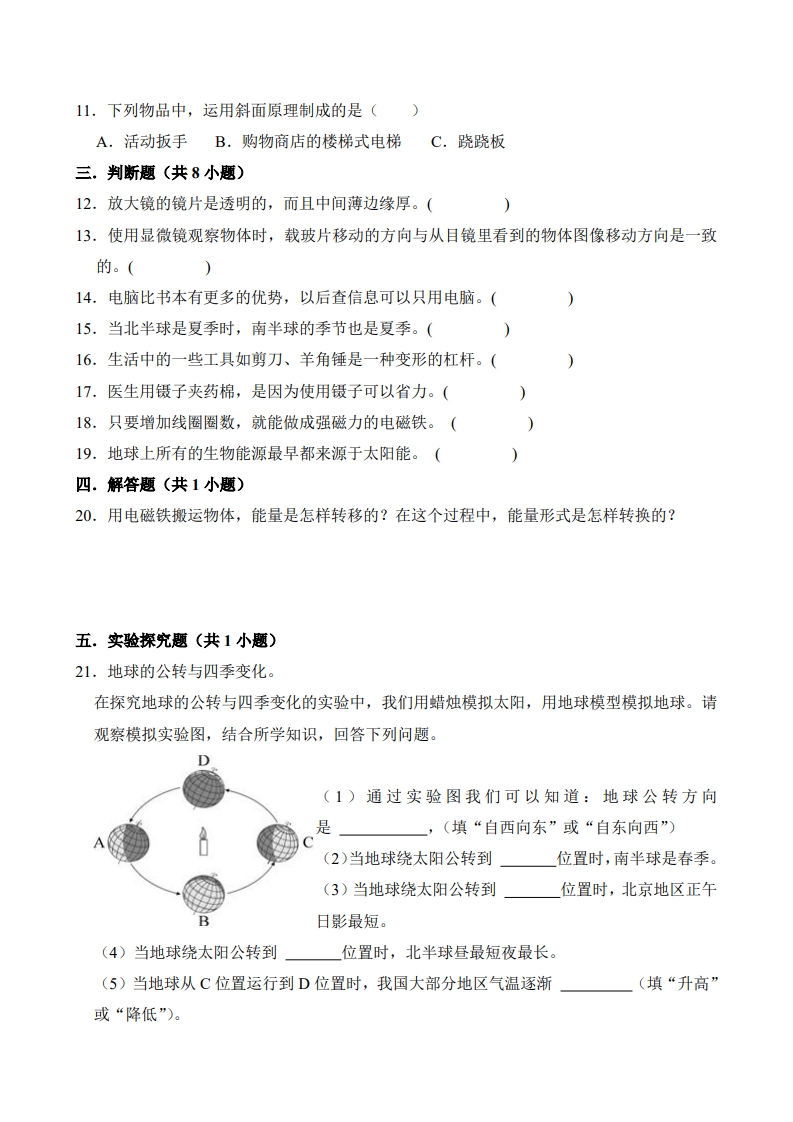 11．下列物品中，运用斜面原理制成的是（　　）
A．活动扳手　B．购物商店的楼梯式电梯　C．跷跷板
三．判断题（共 8 小题）
12．放大镜的镜片是透明的，而且中间薄边缘厚。(　　)
13．使用显微镜观察物体时，载玻片移动的方向与从目镜里看到的物体图像移动方向是一致
的。(　　)
14．电脑比书本有更多的优势，以后查信息可以只用电脑。(　　)
15．当北半球是夏季时，南半球的季节也是夏季。(　　)
16．生活中的一些工具如剪刀、羊角锤是一种变形的杠杆。(　　)
17．医生用镊子夹药棉，是因为使用镊子可以省力。(　　)
18．只要增加线圈圈数，就能做成强磁力的电磁铁。 (　　)
19．地球上所有的生物能源最早都来源于太阳能。 (　　)
四．解答题（共 1 小题）
20．用电磁铁搬运物体，能量是怎样转移的？在这个过程中，能量形式是怎样转换的？
五．实验探究题（共 1 小题）
21．地球的公转与四季变化。
在探究地球的公转与四季变化的实验中，我们用蜡烛模拟太阳，用地球模型模拟地球。请
观察模拟实验图，结合所学知识，回答下列问题。
D
A
C
B
（1）通过实验图我们可以知道：地球公转方向
是 ___________，（填“自西向东”或“自东向西”）
（2）当地球绕太阳公转到 _______位置时，南半球是春季。
（3）当地球绕太阳公转到 _______位置时，北京地区正午
日影最短。
（4）当地球绕太阳公转到 _______位置时，北半球昼最短夜最长。
（5）当地球从 C 位置运行到 D 位置时，我国大部分地区气温逐渐 _________（填“升高”
或“降低”）。